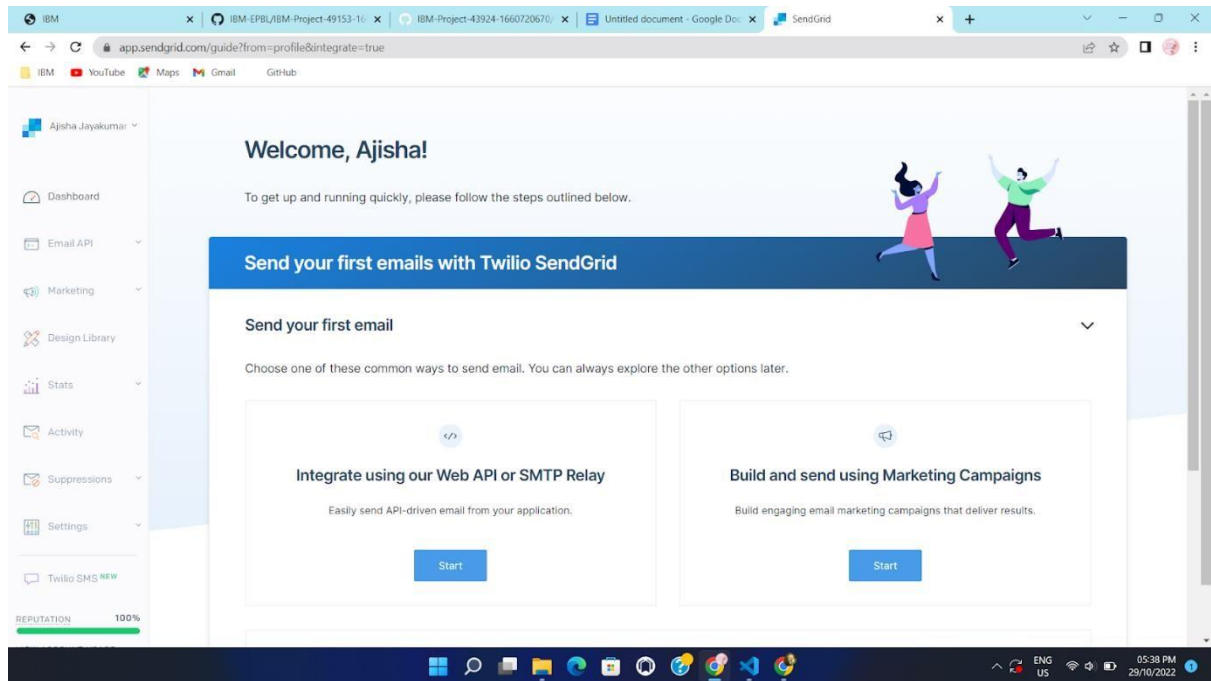 IBM
IBM-EPBL/IBM-Project-49153-16
IBM-Project-43924-1660720670/
Untitled document - Google Doc
SendGrid
app.sendgrid.com/guide?from=profile&integrate=true
IBM
YouTube
Maps
Gmail
GitHub
Ajisha Jayakumar
Dashboard
Email API
Marketing
Design Library
Stats
Activity
Suppressions
Settings
Twilio SMS NEW
REPUTATION 100%
Welcome, Ajisha!
To get up and running quickly, please follow the steps outlined below.
Send your first emails with Twilio SendGrid
Send your first email
Choose one of these common ways to send email. You can always explore the other options later.
Integrate using our Web API or SMTP Relay
Easily send API-driven email from your application.
Start
Build and send using Marketing Campaigns
Build engaging email marketing campaigns that deliver results.
Start
ENG
US
05:38 PM
29/10/2022
1